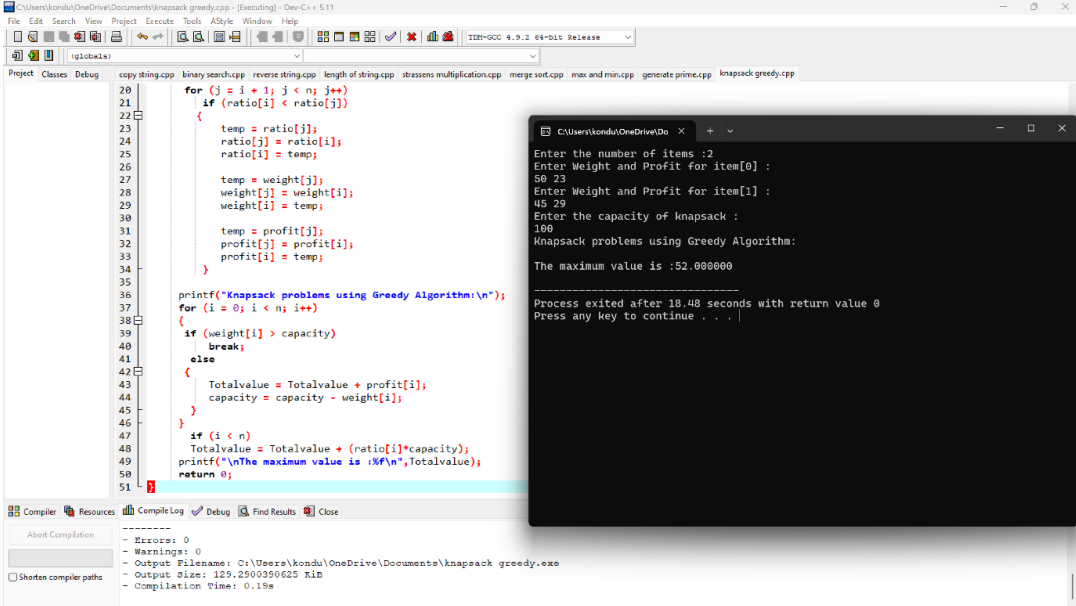 C:\Users\kondu\OneDrive\Documents\knapsack greedy.cpp - [Executing] - Dev-C++ 5.11
File Edit Search View Project Execute Tools AStyle Window Help
TDM-GCC 4.9.2 64-bit Release
(globals)
Project Classes Debug
copy string.cpp binary search.cpp reverse string.cpp length of string.cpp strassens multiplication.cpp merge sort.cpp max and min.cpp generate prime.cpp knapsack greedy.cpp
20 for (j = i + 1; j < n; j++)
21 if (ratio[i] < ratio[j])
22 {
23 temp = ratio[j];
24 ratio[j] = ratio[i];
25 ratio[i] = temp;
26
27 temp = weight[j];
28 weight[j] = weight[i];
29 weight[i] = temp;
30
31 temp = profit[j];
32 profit[j] = profit[i];
33 profit[i] = temp;
34 }
35
36 printf("Knapsack problems using Greedy Algorithm:\n");
37 for (i = 0; i < n; i++)
38 {
39 if (weight[i] > capacity)
40 break;
41 else
42 {
43 Totalvalue = Totalvalue + profit[i];
44 capacity = capacity - weight[i];
45 }
46 }
47 if (i < n)
48 Totalvalue = Totalvalue + (ratio[i]*capacity);
49 printf("\nThe maximum value is :%f\n",Totalvalue);
50 return 0;
51 }
C:\Users\kondu\OneDrive\Do
Enter the number of items :2
Enter Weight and Profit for item[0] :
50 23
Enter Weight and Profit for item[1] :
45 29
Enter the capacity of knapsack :
100
Knapsack problems using Greedy Algorithm:
The maximum value is :52.000000
--------------------------------
Process exited after 18.48 seconds with return value 0
Press any key to continue . . .
Compiler Resources Compile Log Debug Find Results Close
Abort Compilation
Shorten compiler paths
--------
- Errors: 0
- Warnings: 0
- Output Filename: C:\Users\kondu\OneDrive\Documents\knapsack greedy.exe
- Output Size: 129.2900390625 KiB
- Compilation Time: 0.19s